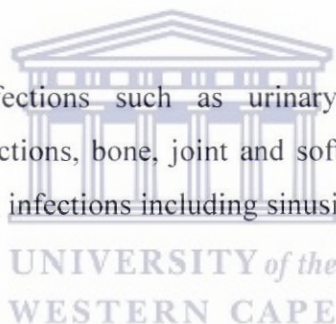 fections such as urinary
ctions, bone, joint and sof
infections including sinusi
UNIVERSITY of the
WESTERN CAPE